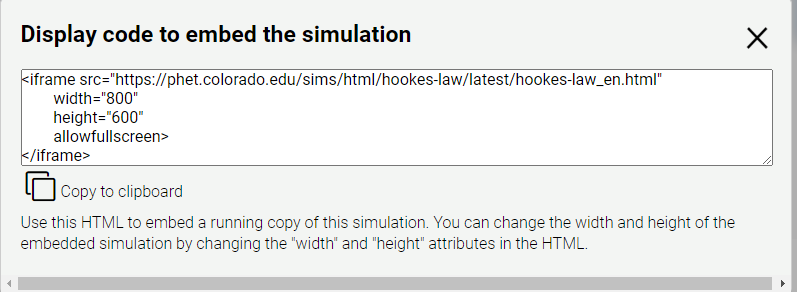 Display code to embed the simulation
<iframe src="https://phet.colorado.edu/sims/html/hookes-law/latest/hookes-law_en.html"
width="800"
height="600"
allowfullscreen>
</iframe>
Copy to clipboard
Use this HTML to embed a running copy of this simulation. You can change the width and height of the
embedded simulation by changing the "width" and "height" attributes in the HTML.